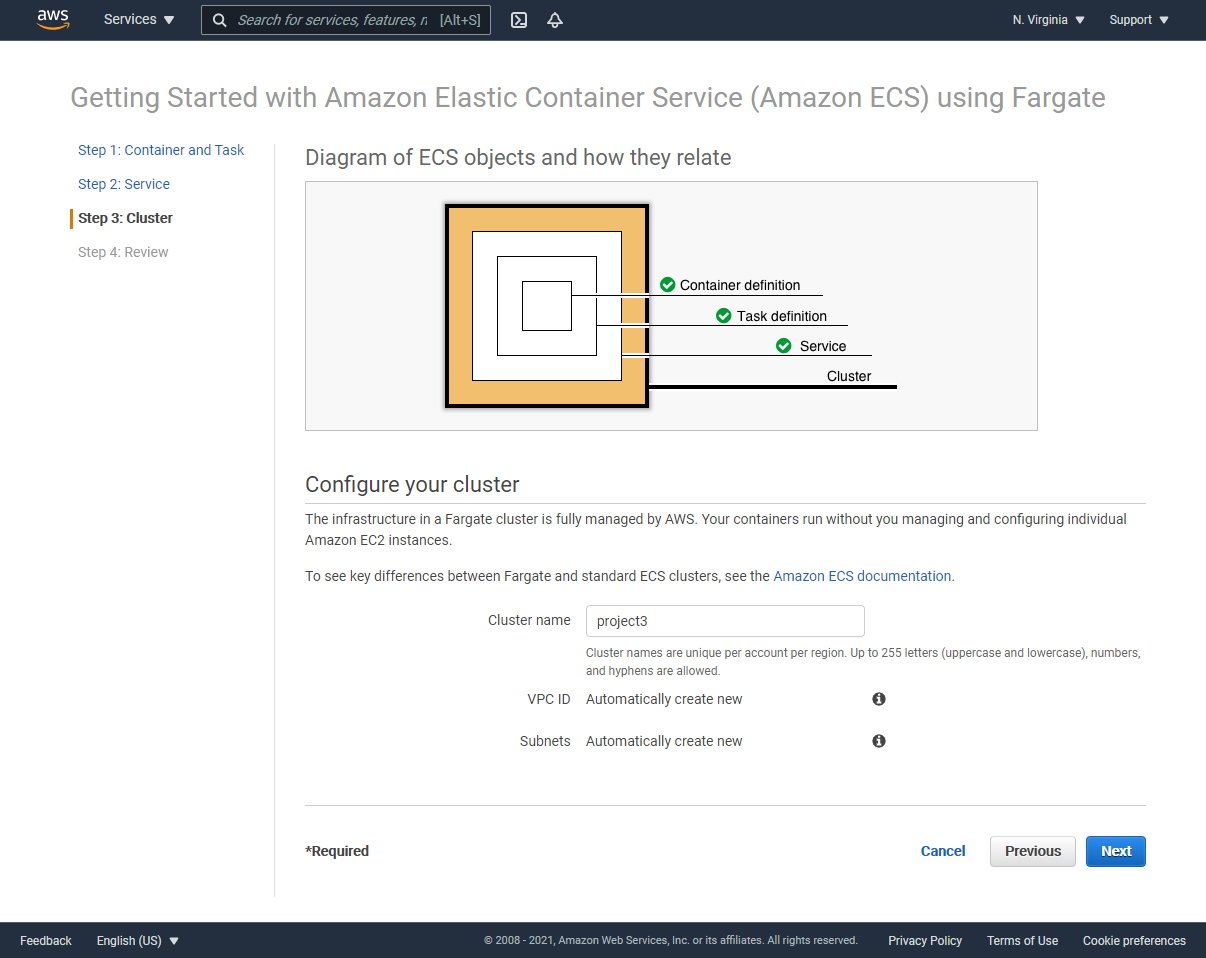 aws
Services
Search for services, features, n
[Alt+S]
N. Virginia
Support
Getting Started with Amazon Elastic Container Service (Amazon ECS) using Fargate
Step 1: Container and Task
Step 2: Service
Step 3: Cluster
Step 4: Review
Diagram of ECS objects and how they relate
Container definition
Task definition
Service
Cluster
Configure your cluster
The infrastructure in a Fargate cluster is fully managed by AWS. Your containers run without you managing and configuring individual
Amazon EC2 instances.
To see key differences between Fargate and standard ECS clusters, see the Amazon ECS documentation.
Cluster name
project3
Cluster names are unique per account per region. Up to 255 letters (uppercase and lowercase), numbers,
and hyphens are allowed.
VPC ID
Automatically create new
Subnets
Automatically create new
*Required
Cancel
Previous
Next
Feedback
English (US)
© 2008 - 2021, Amazon Web Services, Inc. or its affiliates. All rights reserved.
Privacy Policy
Terms of Use
Cookie preferences